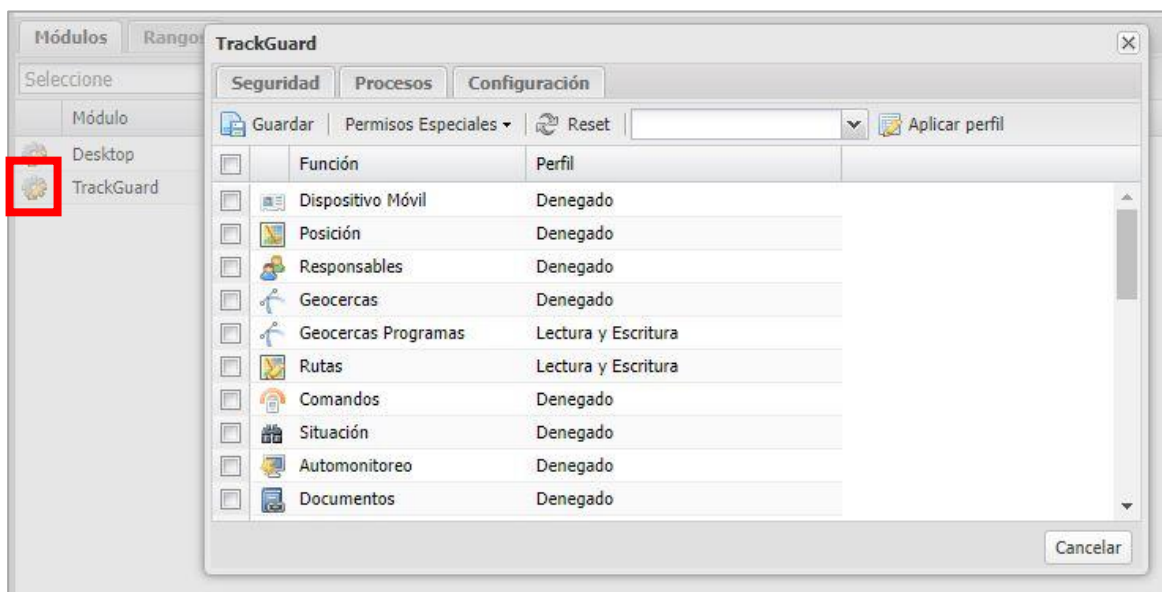 Módulos Rangos
TrackGuard
Seleccione
Seguridad Procesos Configuración
Módulo
Guardar Permisos Especiales Reset Aplicar perfil
Desktop
Función Perfil
TrackGuard
Dispositivo Móvil Denegado
Posición Denegado
Responsables Denegado
Geocercas Denegado
Geocercas Programas Lectura y Escritura
Rutas Lectura y Escritura
Comandos Denegado
Situación Denegado
Automonitoreo Denegado
Documentos Denegado
Cancelar